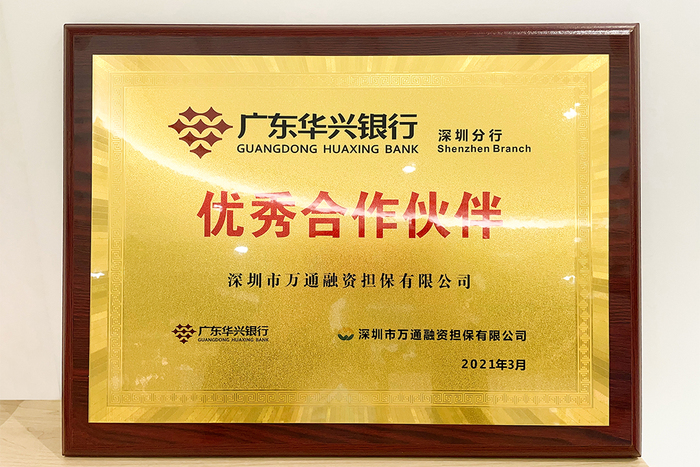 广东华兴银行 深圳分行
GUANGDONG HUAXING BANK Shenzhen Branch
优秀合作伙伴
深圳市万通融资担保有限公司
广东华兴银行 深圳市万通融资担保有限公司
GUANGDONG HUAXING BANK
2021年3月